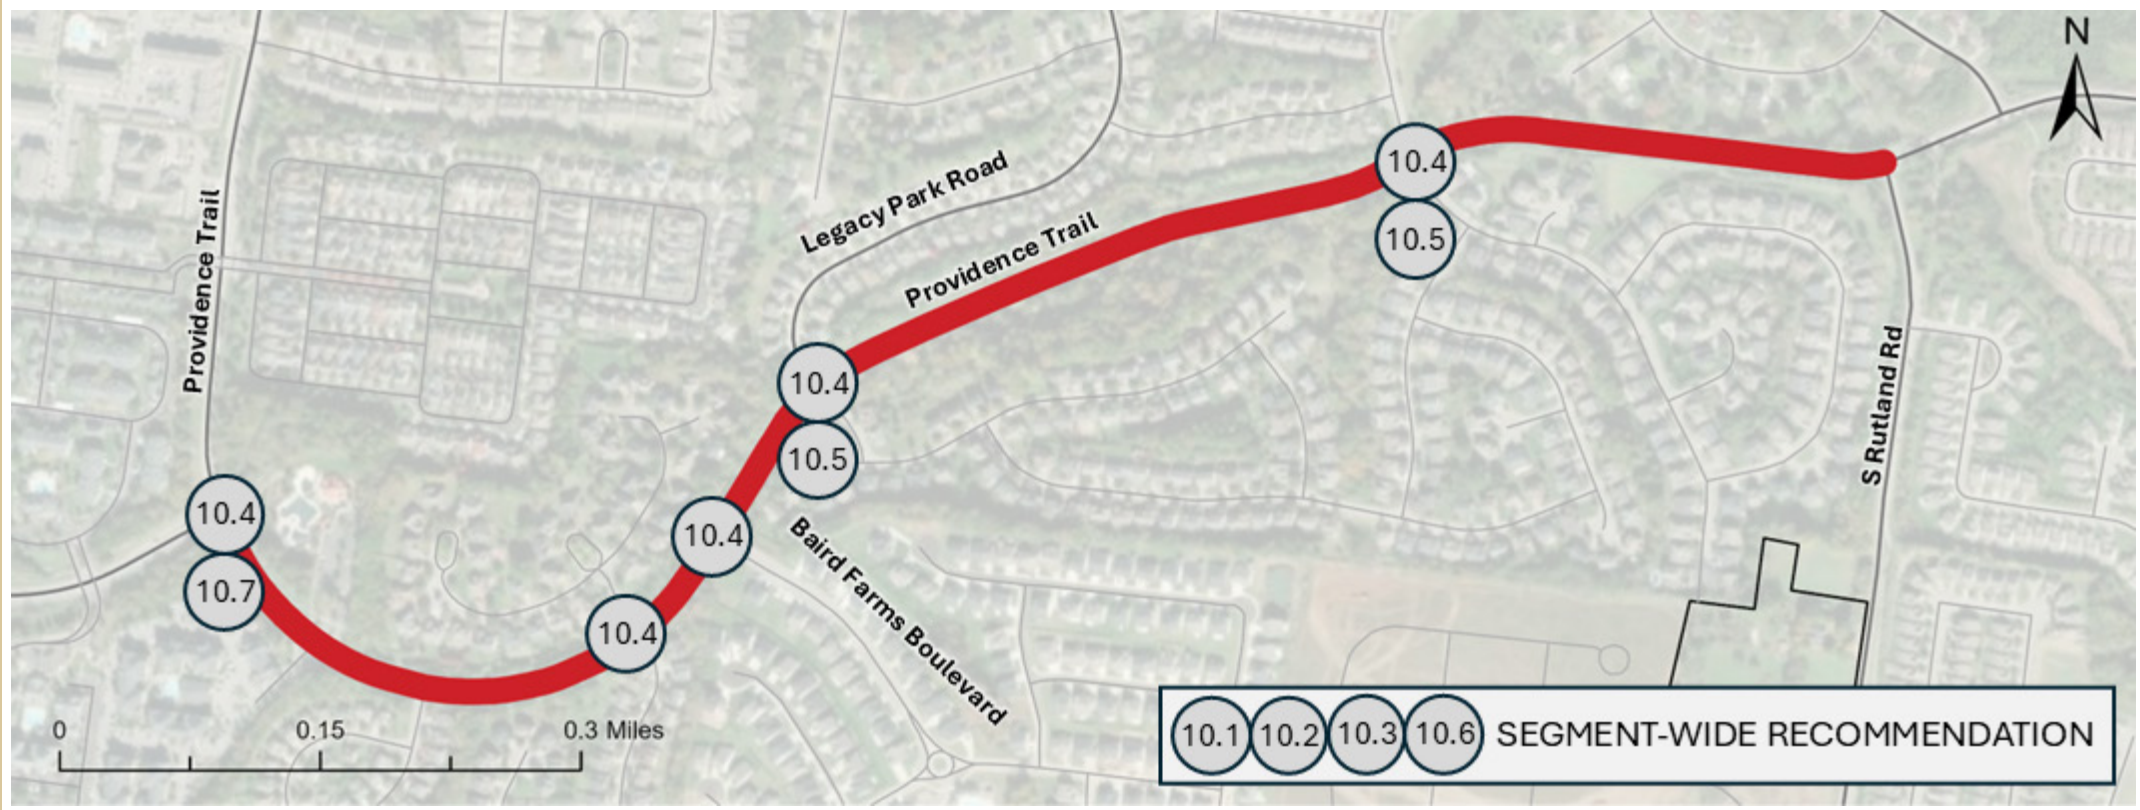 N
10.4
10.5
Legacy Park Road
Providence Trail
Providence Trail
S Rutland Rd
10.4
10.5
10.4
10.7
10.4
10.4
Baird Farms Boulevard
0 0.15 0.3 Miles
10.1 10.2 10.3 10.6 SEGMENT-WIDE RECOMMENDATION